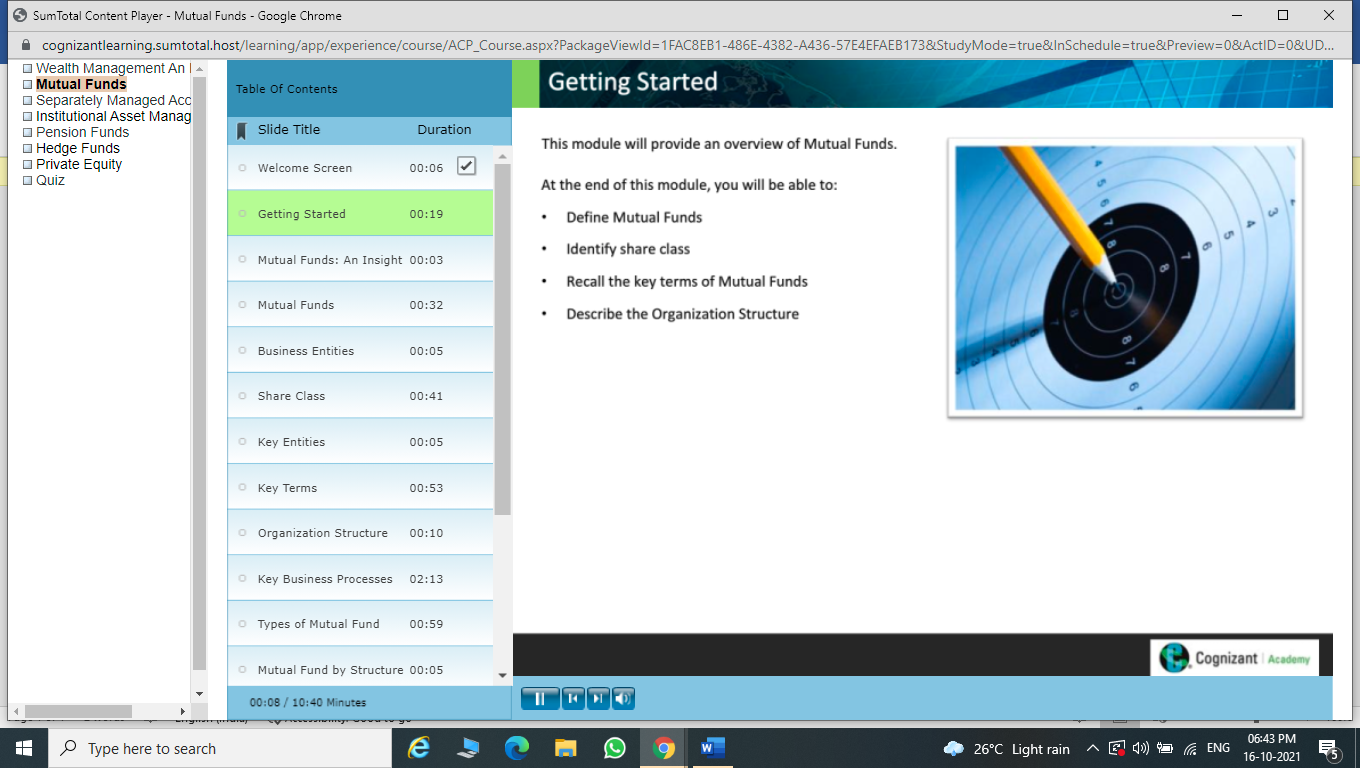 SumTotal Content Player - Mutual Funds - Google Chrome
cognizantlearning.sumtotal.host/learning/app/experience/course/ACP_Course.aspx?PackageViewId=1FAC8EB1-486E-4382-A436-57E4EFAEB173&StudyMode=true&InSchedule=true&Preview=0&ActID=0&UD...
Wealth Management An
Mutual Funds
Separately Managed Acc
Institutional Asset Manag
Pension Funds
Hedge Funds
Private Equity
Quiz
Table Of Contents
Slide Title Duration
Welcome Screen 00:06
Getting Started 00:19
Mutual Funds: An Insight 00:03
Mutual Funds 00:32
Business Entities 00:05
Share Class 00:41
Key Entities 00:05
Key Terms 00:53
Organization Structure 00:10
Key Business Processes 02:13
Types of Mutual Fund 00:59
Mutual Fund by Structure 00:05
00:08 / 10:40 Minutes
Getting Started
This module will provide an overview of Mutual Funds.
At the end of this module, you will be able to:
• Define Mutual Funds
• Identify share class
• Recall the key terms of Mutual Funds
• Describe the Organization Structure
Cognizant | Academy
Type here to search
26°C Light rain
ENG
06:43 PM
16-10-2021
5